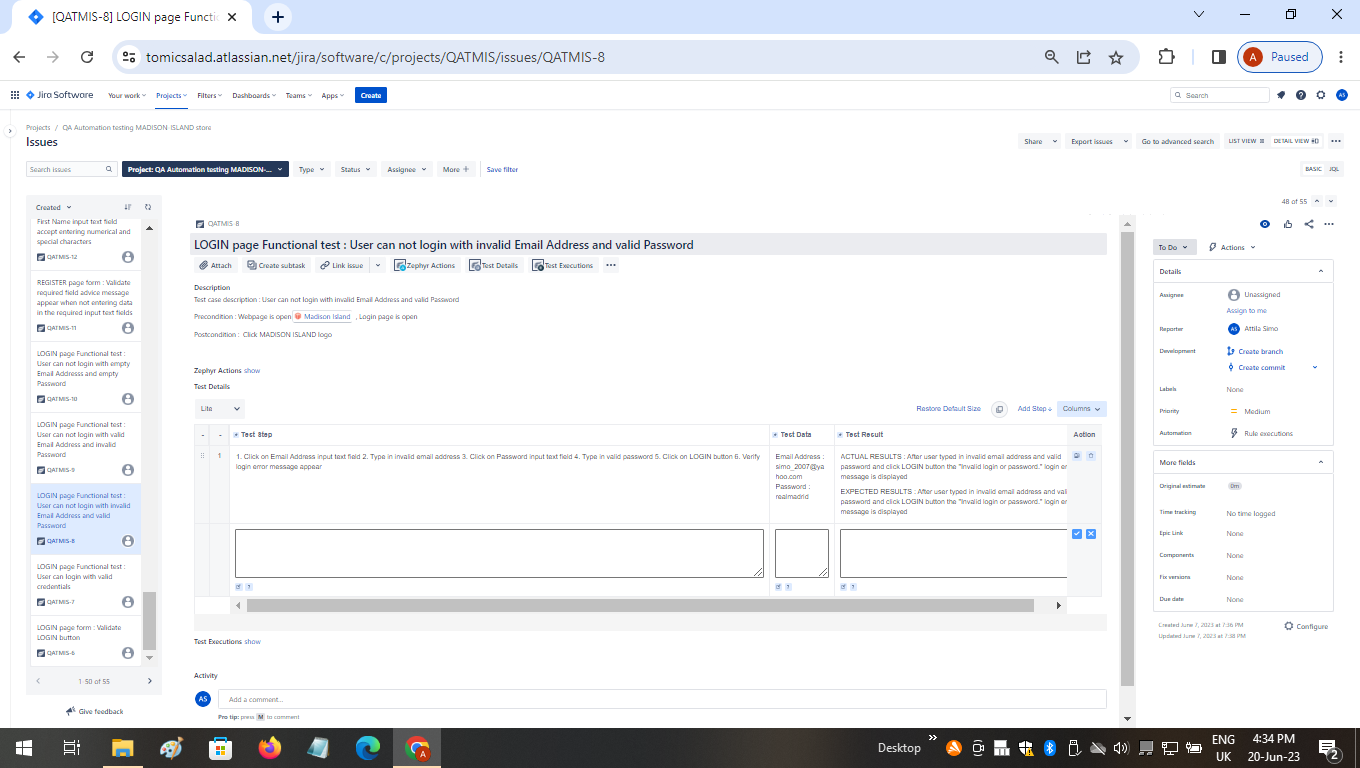 [QATMIS-8] LOGIN page Functi
tomicsalad.atlassian.net/jira/software/c/projects/QATMIS/issues/QATMIS-8
A Paused
Jira Software Your work Projects Filters Dashboards Teams Apps Create Search AS
Projects / QA Automation testing MADISON ISLAND store
Issues
Share Export issues Go to advanced search LIST VIEW DETAIL VIEW
Search issues Project: QA Automation testing MADISON-... Type Status Assignee More + Save filter BASIC JQL
Created
First Name input text field
accept entering numerical and
special characters
QATMIS-12
REGISTER page form : Validate
required field advice message
appear when not entering data
in the required input text fields
QATMIS-11
LOGIN page Functional test :
User can not login with empty
Email Addresss and empty
Password
QATMIS-10
LOGIN page Functional test :
User can not login with valid
Email Address and invalid
Password
QATMIS-9
LOGIN page Functional test :
User can not login with invalid
Email Address and valid
Password
QATMIS-8
LOGIN page Functional test :
User can login with valid
credentials
QATMIS-7
LOGIN page form : Validate
LOGIN button
QATMIS-6
1-50 of 55
Give feedback
48 of 55
QATMIS-8
LOGIN page Functional test : User can not login with invalid Email Address and valid Password
Attach Create subtask Link issue Zephyr Actions Test Details Test Executions
Description
Test case description : User can not login with invalid Email Address and valid Password
Precondition : Webpage is open Madison Island , Login page is open
Postcondition : Click MADISON ISLAND logo
Zephyr Actions show
Test Details
Lite Restore Default Size Add Step Columns
- - Test Step Test Data Test Result Action
1 1. Click on Email Address input text field 2. Type in invalid email address 3. Click on Password input text field 4. Type in valid password 5. Click on LOGIN button 6. Verify
login error message appear
Email Address :
simo_2007@ya
hoo.com
Password :
realmadrid
ACTUAL RESULTS : After user typed in invalid email address and valid
password and click LOGIN button the "Invalid login or password." login er
message is displayed
EXPECTED RESULTS : After user typed in invalid email address and vali
password and click LOGIN button the "Invalid login or password." login er
message is displayed
Test Executions show
Activity
AS Add a comment...
Pro tip: press M to comment
To Do Actions
Details
Assignee Unassigned
Assign to me
Reporter AS Attila Simo
Development Create branch
Create commit
Labels None
Priority Medium
Automation Rule executions
More fields
Original estimate 0m
Time tracking No time logged
Epic Link None
Components None
Fix versions None
Due date None
Created June 7, 2023 at 7:36 PM
Updated June 7, 2023 at 7:38 PM
Configure
Desktop
ENG
UK
4:34 PM
20-Jun-23
2